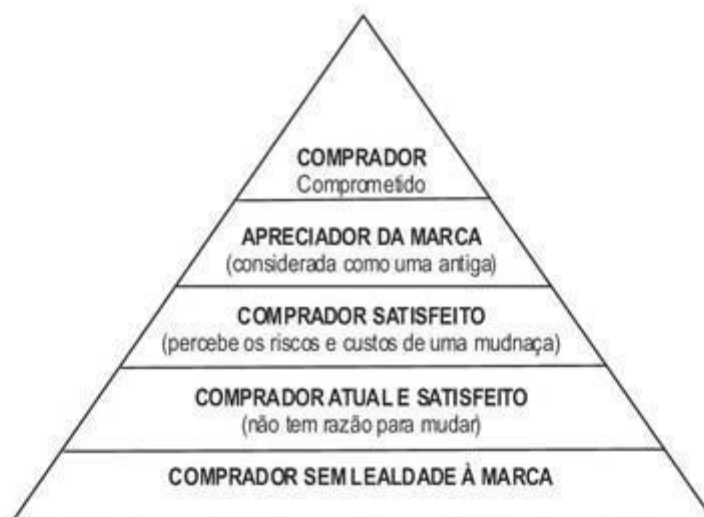 COMPRADOR
Comprometido
APRECIADOR DA MARCA
(considerada como uma antiga)
COMPRADOR SATISFEITO
(percebe os riscos e custos de uma mudnaça)
COMPRADOR ATUAL E SATISFEITO
(não tem razão para mudar)
COMPRADOR SEM LEALDADE À MARCA